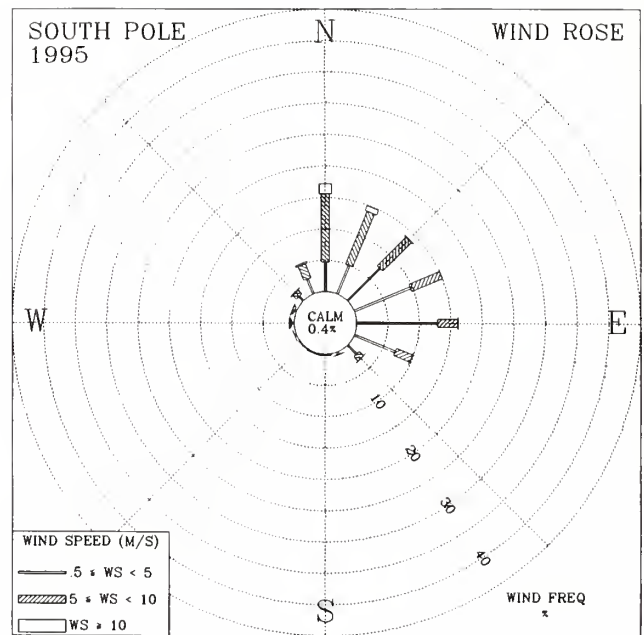 SOUTH POLE
1995
N
WIND ROSE
W
CALM
0.4%
E
10
20
30
40
S
WIND SPEED (M/S)
.5 ≤ WS < 5
5 ≤ WS < 10
WS ≥ 10
WIND FREQ
%